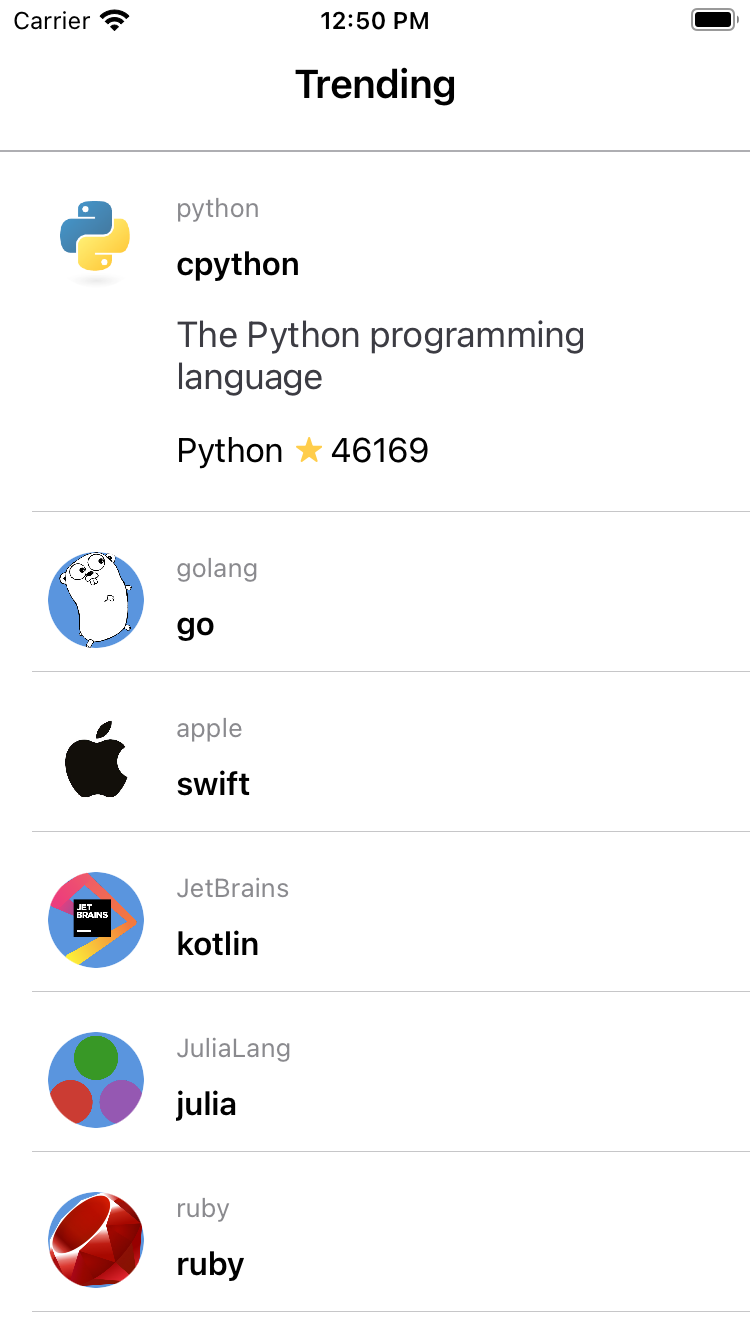 Carrier 12:50 PM
Trending
python
cpython
The Python programming
language
Python ★ 46169
golang
go
apple
swift
JET
BRAINS
JetBrains
kotlin
JuliaLang
julia
ruby
ruby